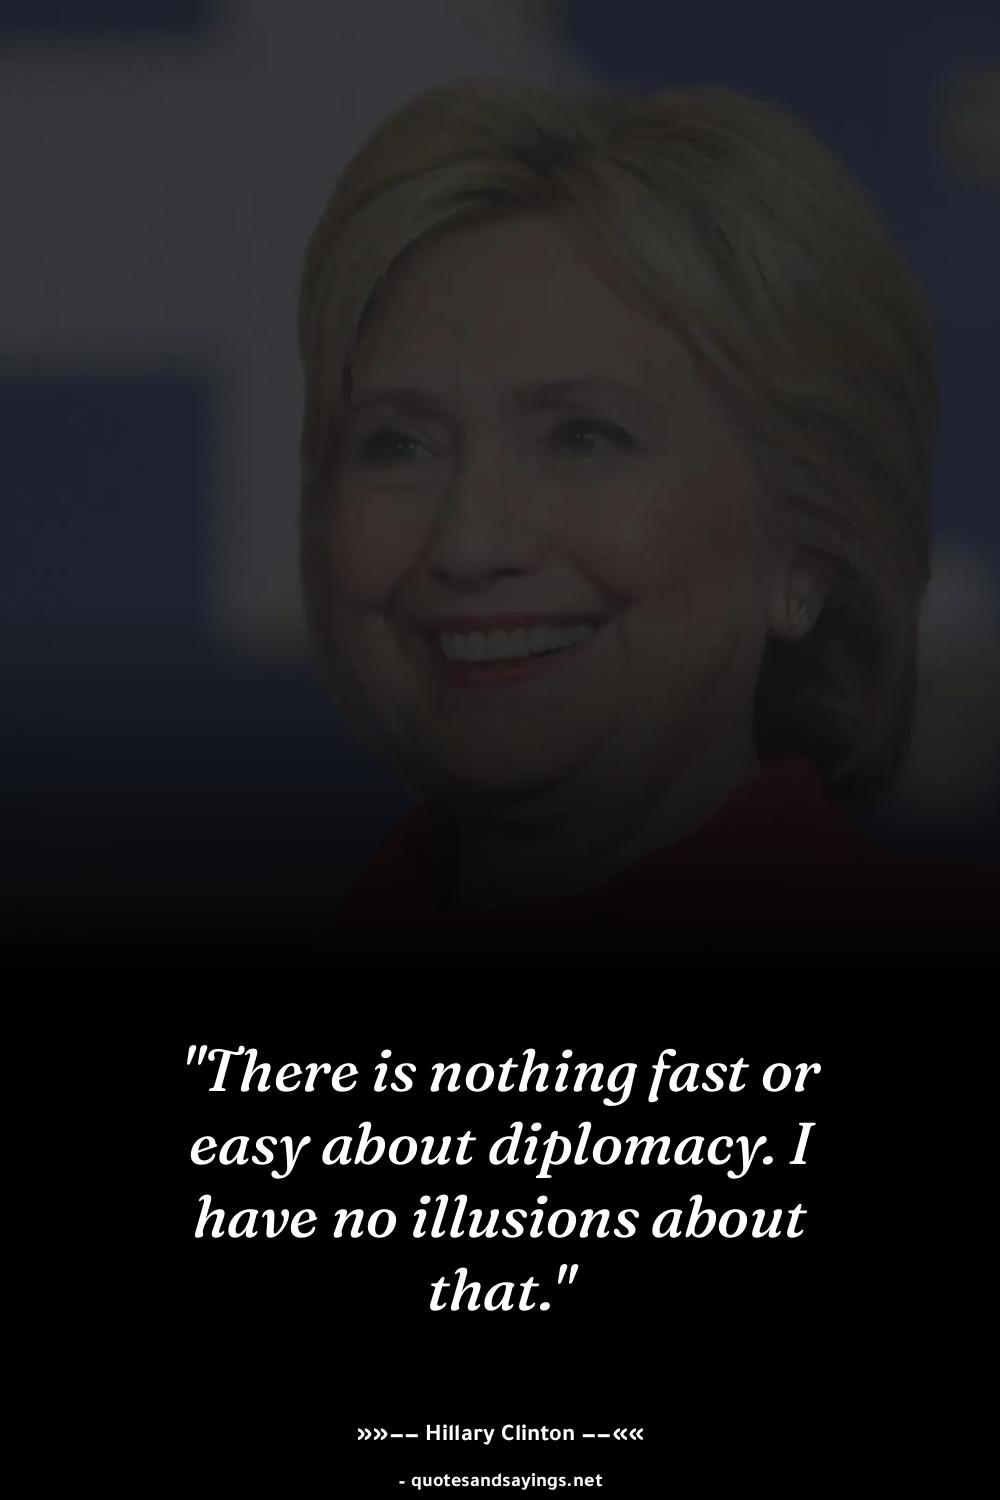 "There is nothing fast or
easy about diplomacy. I
have no illusions about
that."
»»–– Hillary Clinton ––««
- quotesandsayings.net